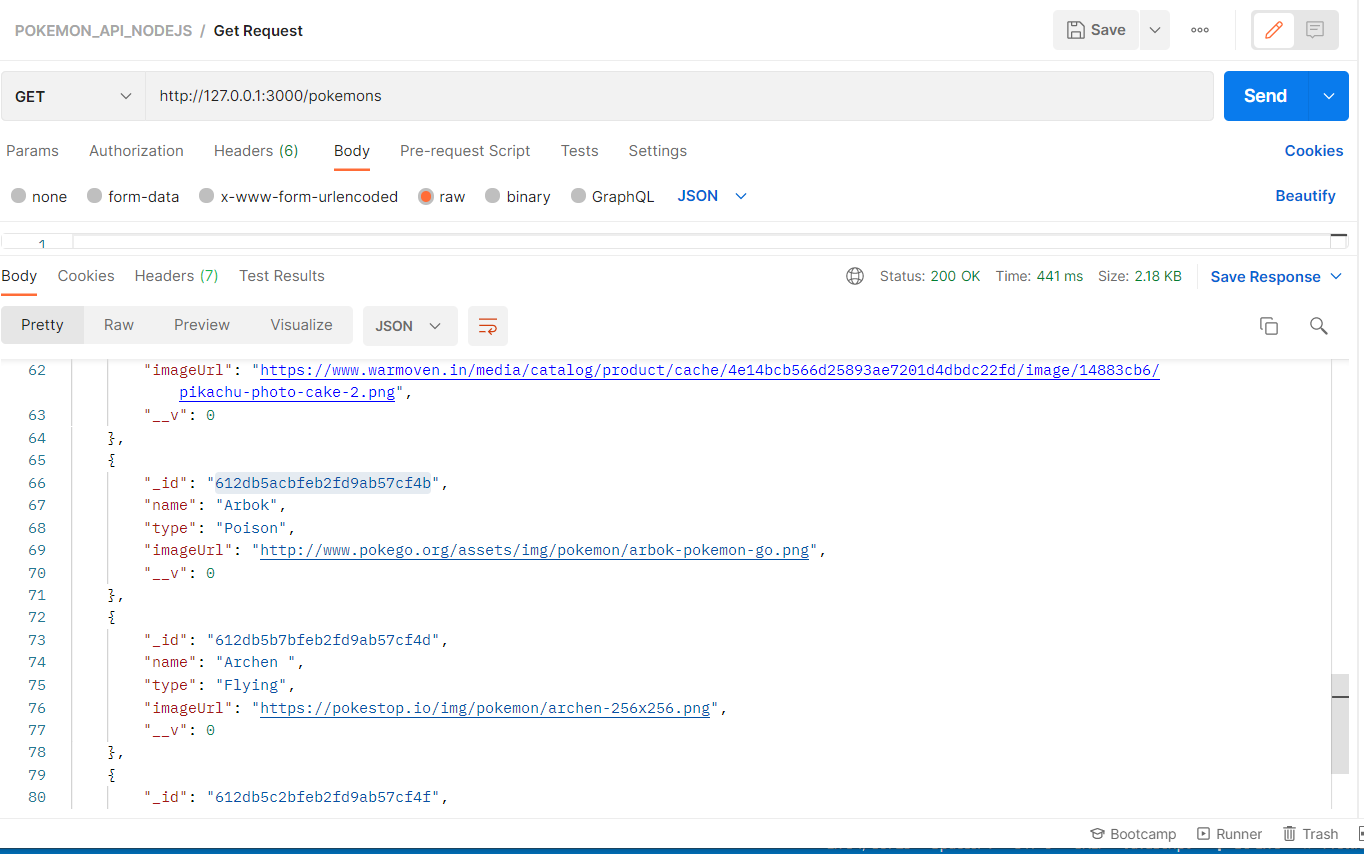 POKEMON_API_NODEJS / Get Request
Save
GET http://127.0.0.1:3000/pokemons Send
Params Authorization Headers (6) Body Pre-request Script Tests Settings Cookies
none form-data x-www-form-urlencoded raw binary GraphQL JSON Beautify
1
Body Cookies Headers (7) Test Results Status: 200 OK Time: 441 ms Size: 2.18 KB Save Response
Pretty Raw Preview Visualize JSON
62 "imageUrl": "https://www.warmoven.in/media/catalog/product/cache/4e14bcb566d25893ae7201d4dbdc22fd/image/14883cb6/
pikachu-photo-cake-2.png",
63 "__v": 0
64 },
65 {
66 "_id": "612db5acbfeb2fd9ab57cf4b",
67 "name": "Arbok",
68 "type": "Poison",
69 "imageUrl": "http://www.pokego.org/assets/img/pokemon/arbok-pokemon-go.png",
70 "__v": 0
71 },
72 {
73 "_id": "612db5b7bfeb2fd9ab57cf4d",
74 "name": "Archen ",
75 "type": "Flying",
76 "imageUrl": "https://pokestop.io/img/pokemon/archen-256x256.png",
77 "__v": 0
78 },
79 {
80 "_id": "612db5c2bfeb2fd9ab57cf4f",
Bootcamp Runner Trash